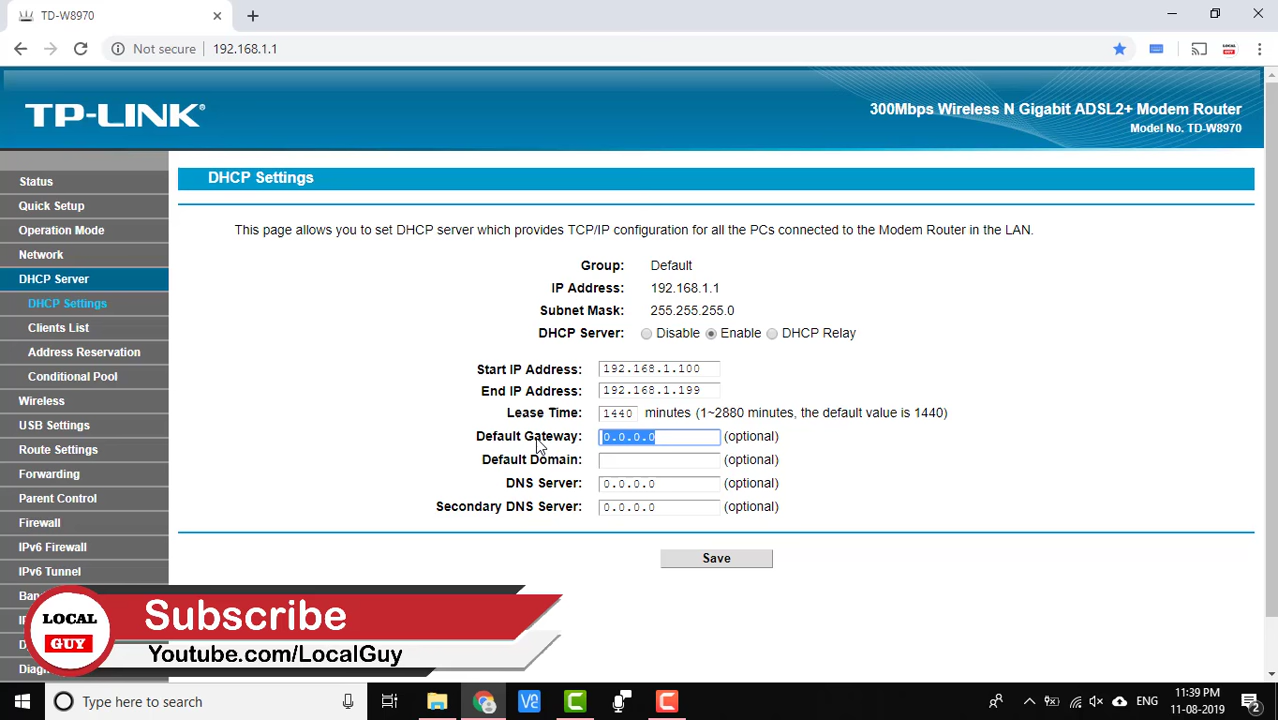 TD-W8970
Not secure
192.168.1.1
TP-LINK®
300Mbps Wireless N Gigabit ADSL2+ Modem Router
Model No. TD-W8970
Status
Quick Setup
Operation Mode
Network
DHCP Server
DHCP Settings
Clients List
Address Reservation
Conditional Pool
Wireless
USB Settings
Route Settings
Forwarding
Parent Control
Firewall
IPv6 Firewall
IPv6 Tunnel
DHCP Settings
This page allows you to set DHCP server which provides TCP/IP configuration for all the PCs connected to the Modem Router in the LAN.
Group: Default
IP Address: 192.168.1.1
Subnet Mask: 255.255.255.0
DHCP Server: Disable Enable DHCP Relay
Start IP Address: 192.168.1.100
End IP Address: 192.168.1.199
Lease Time: 1440 minutes (1~2880 minutes, the default value is 1440)
Default Gateway: 0.0.0.0 (optional)
Default Domain: (optional)
DNS Server: 0.0.0.0 (optional)
Secondary DNS Server: 0.0.0.0 (optional)
Save
LOCAL
GUY
Subscribe
Youtube.com/LocalGuy
Type here to search
ENG
11:39 PM
11-08-2019
2